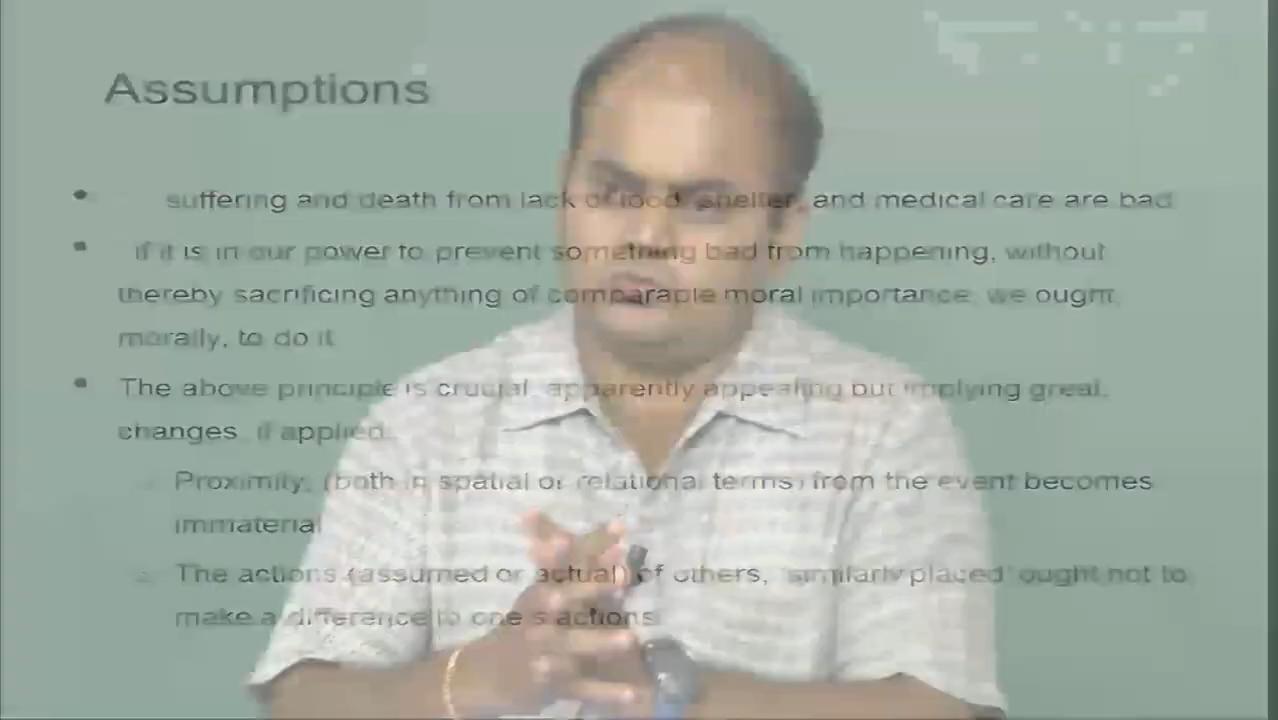 Assumptions
• suffering and death from lack of food, shelter, and medical care are bad
• if it is in our power to prevent something bad from happening, without
thereby sacrificing anything of comparable moral importance, we ought,
morally, to do it
• The above principle is crucial, apparently appealing but implying great,
changes, if applied.
Proximity, (both in spatial or relational terms) from the event becomes
immaterial
The actions (assumed or actual) of others, 'similarly placed' ought not to
make a difference to one's actions